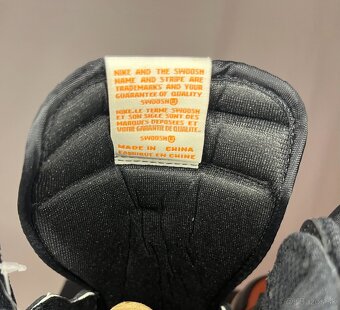 NIKE AND THE SWOOSH
NAME AND STRIPE ARE
TRADEMARKS AND YOUR
GUARANTEE OF QUALITY
SWOOSH
NIKE.LE TERME SWOOSH
ET SON SIGLE SONT DES
MARQUES DEPOSEES ET
VOTRE GARANTIE DE QUALITE.
SWOOSH
MADE IN CHINA
FABRIQUE EN CHINE